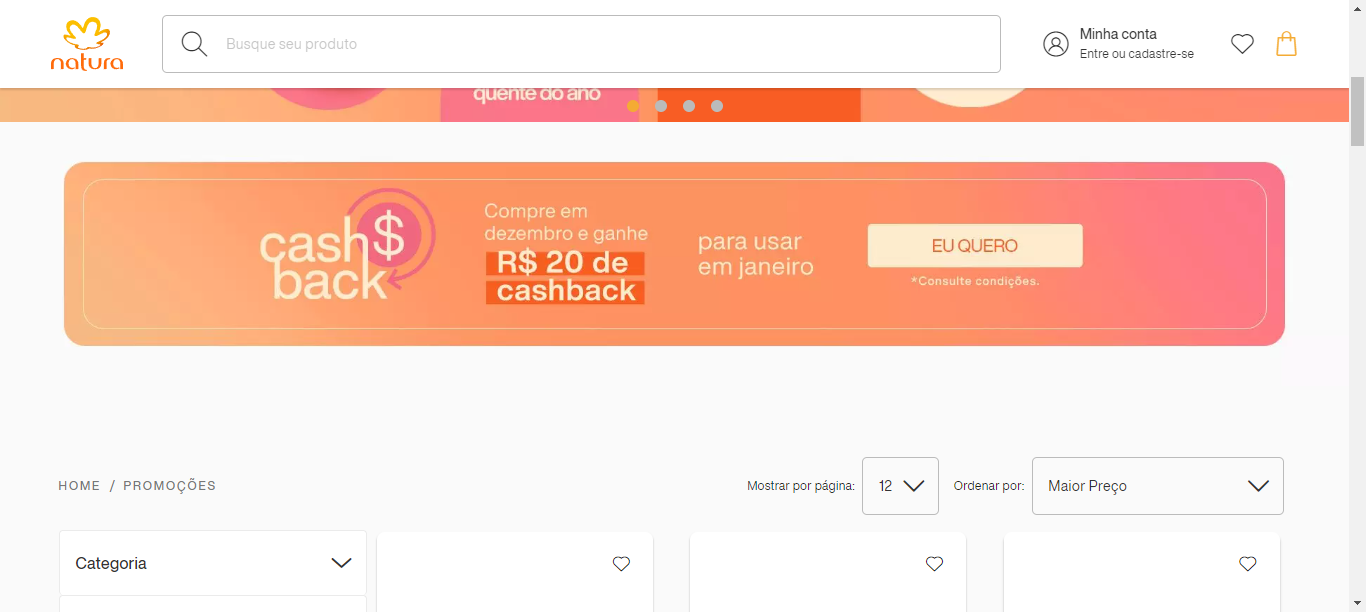 natura
Busque seu produto
Minha conta
Entre ou cadastre-se
quente do ano
cash$
back
Compre em
dezembro e ganhe
R$ 20 de
cashback
para usar
em janeiro
EU QUERO
*Consulte condições.
HOME / PROMOÇÕES
Mostrar por página: 12
Ordenar por: Maior Preço
Categoria